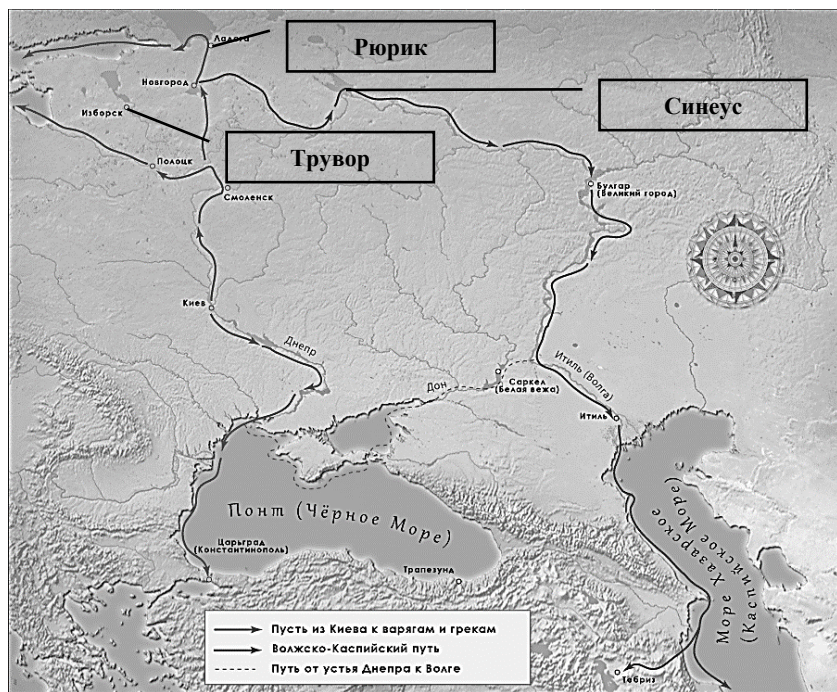 Ладога
Рюрик
Новгород
Синеус
Изборск
Трувор
Полоцк
Смоленск
Булгар
(Великий город)
Киев
Днепр
Дон
Саркел
(Белая вежа)
Итиль (Волга)
Итиль
Понт (Чёрное Море)
Царьград
(Константинополь)
Трапезунд
Море Хазарское
(Каспийское Море)
Тебриз
Пусть из Киева к варягам и грекам
Волжско-Каспийский путь
Путь от устья Днепра к Волге